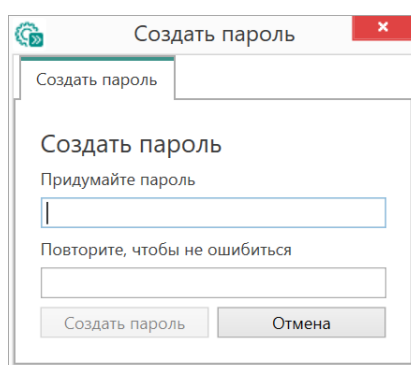 Создать пароль
Создать пароль
Создать пароль
Придумайте пароль
Повторите, чтобы не ошибиться
Создать пароль Отмена